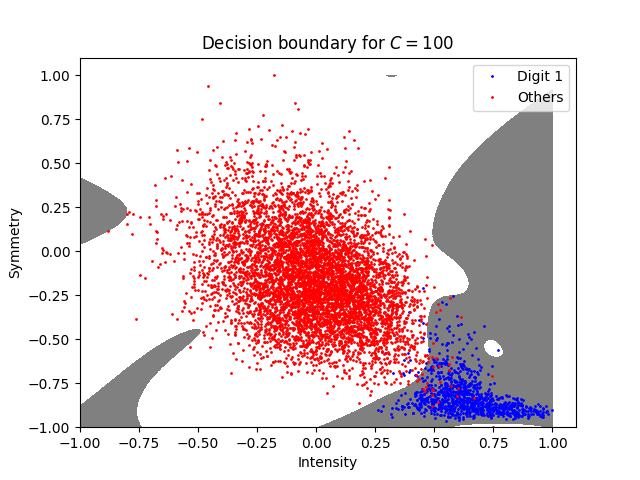 Decision boundary for C = 100
Digit 1
Others
Symmetry
1.00
0.75
0.50
0.25
0.00
−0.25
−0.50
−0.75
−1.00
−1.00 −0.75 −0.50 −0.25 0.00 0.25 0.50 0.75 1.00
Intensity